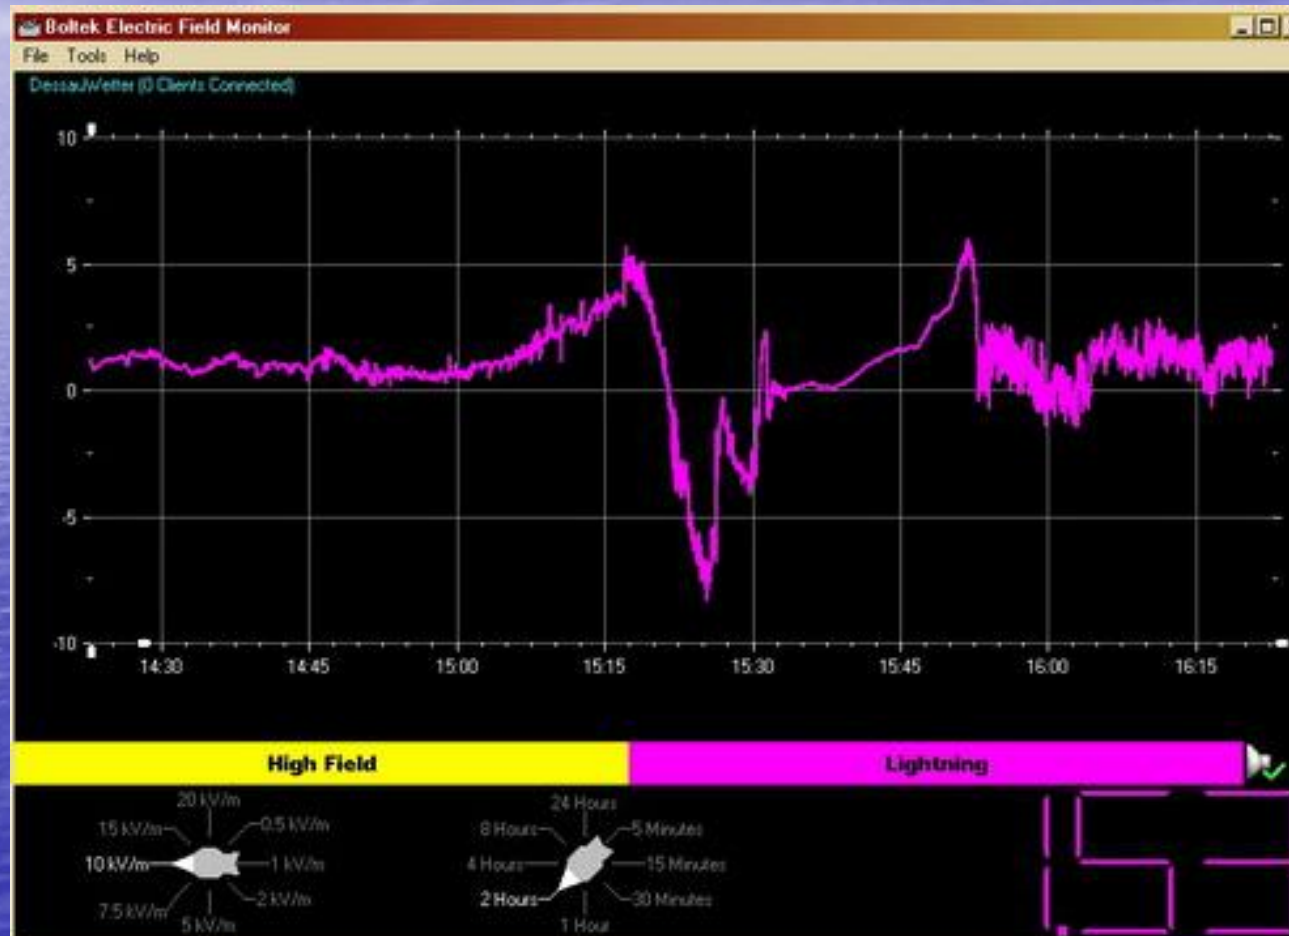 Boltek Electric Field Monitor
File Tools Help
DessauWetter (0 Clients Connected)
10
5
0
-5
-10
14:30 14:45 15:00 15:15 15:30 15:45 16:00 16:15
High Field Lightning
20 kV/m
15 kV/m 0.5 kV/m
10 kV/m 1 kV/m
7.5 kV/m 2 kV/m
5 kV/m
24 Hours
8 Hours 5 Minutes
4 Hours 15 Minutes
2 Hours 30 Minutes
1 Hour